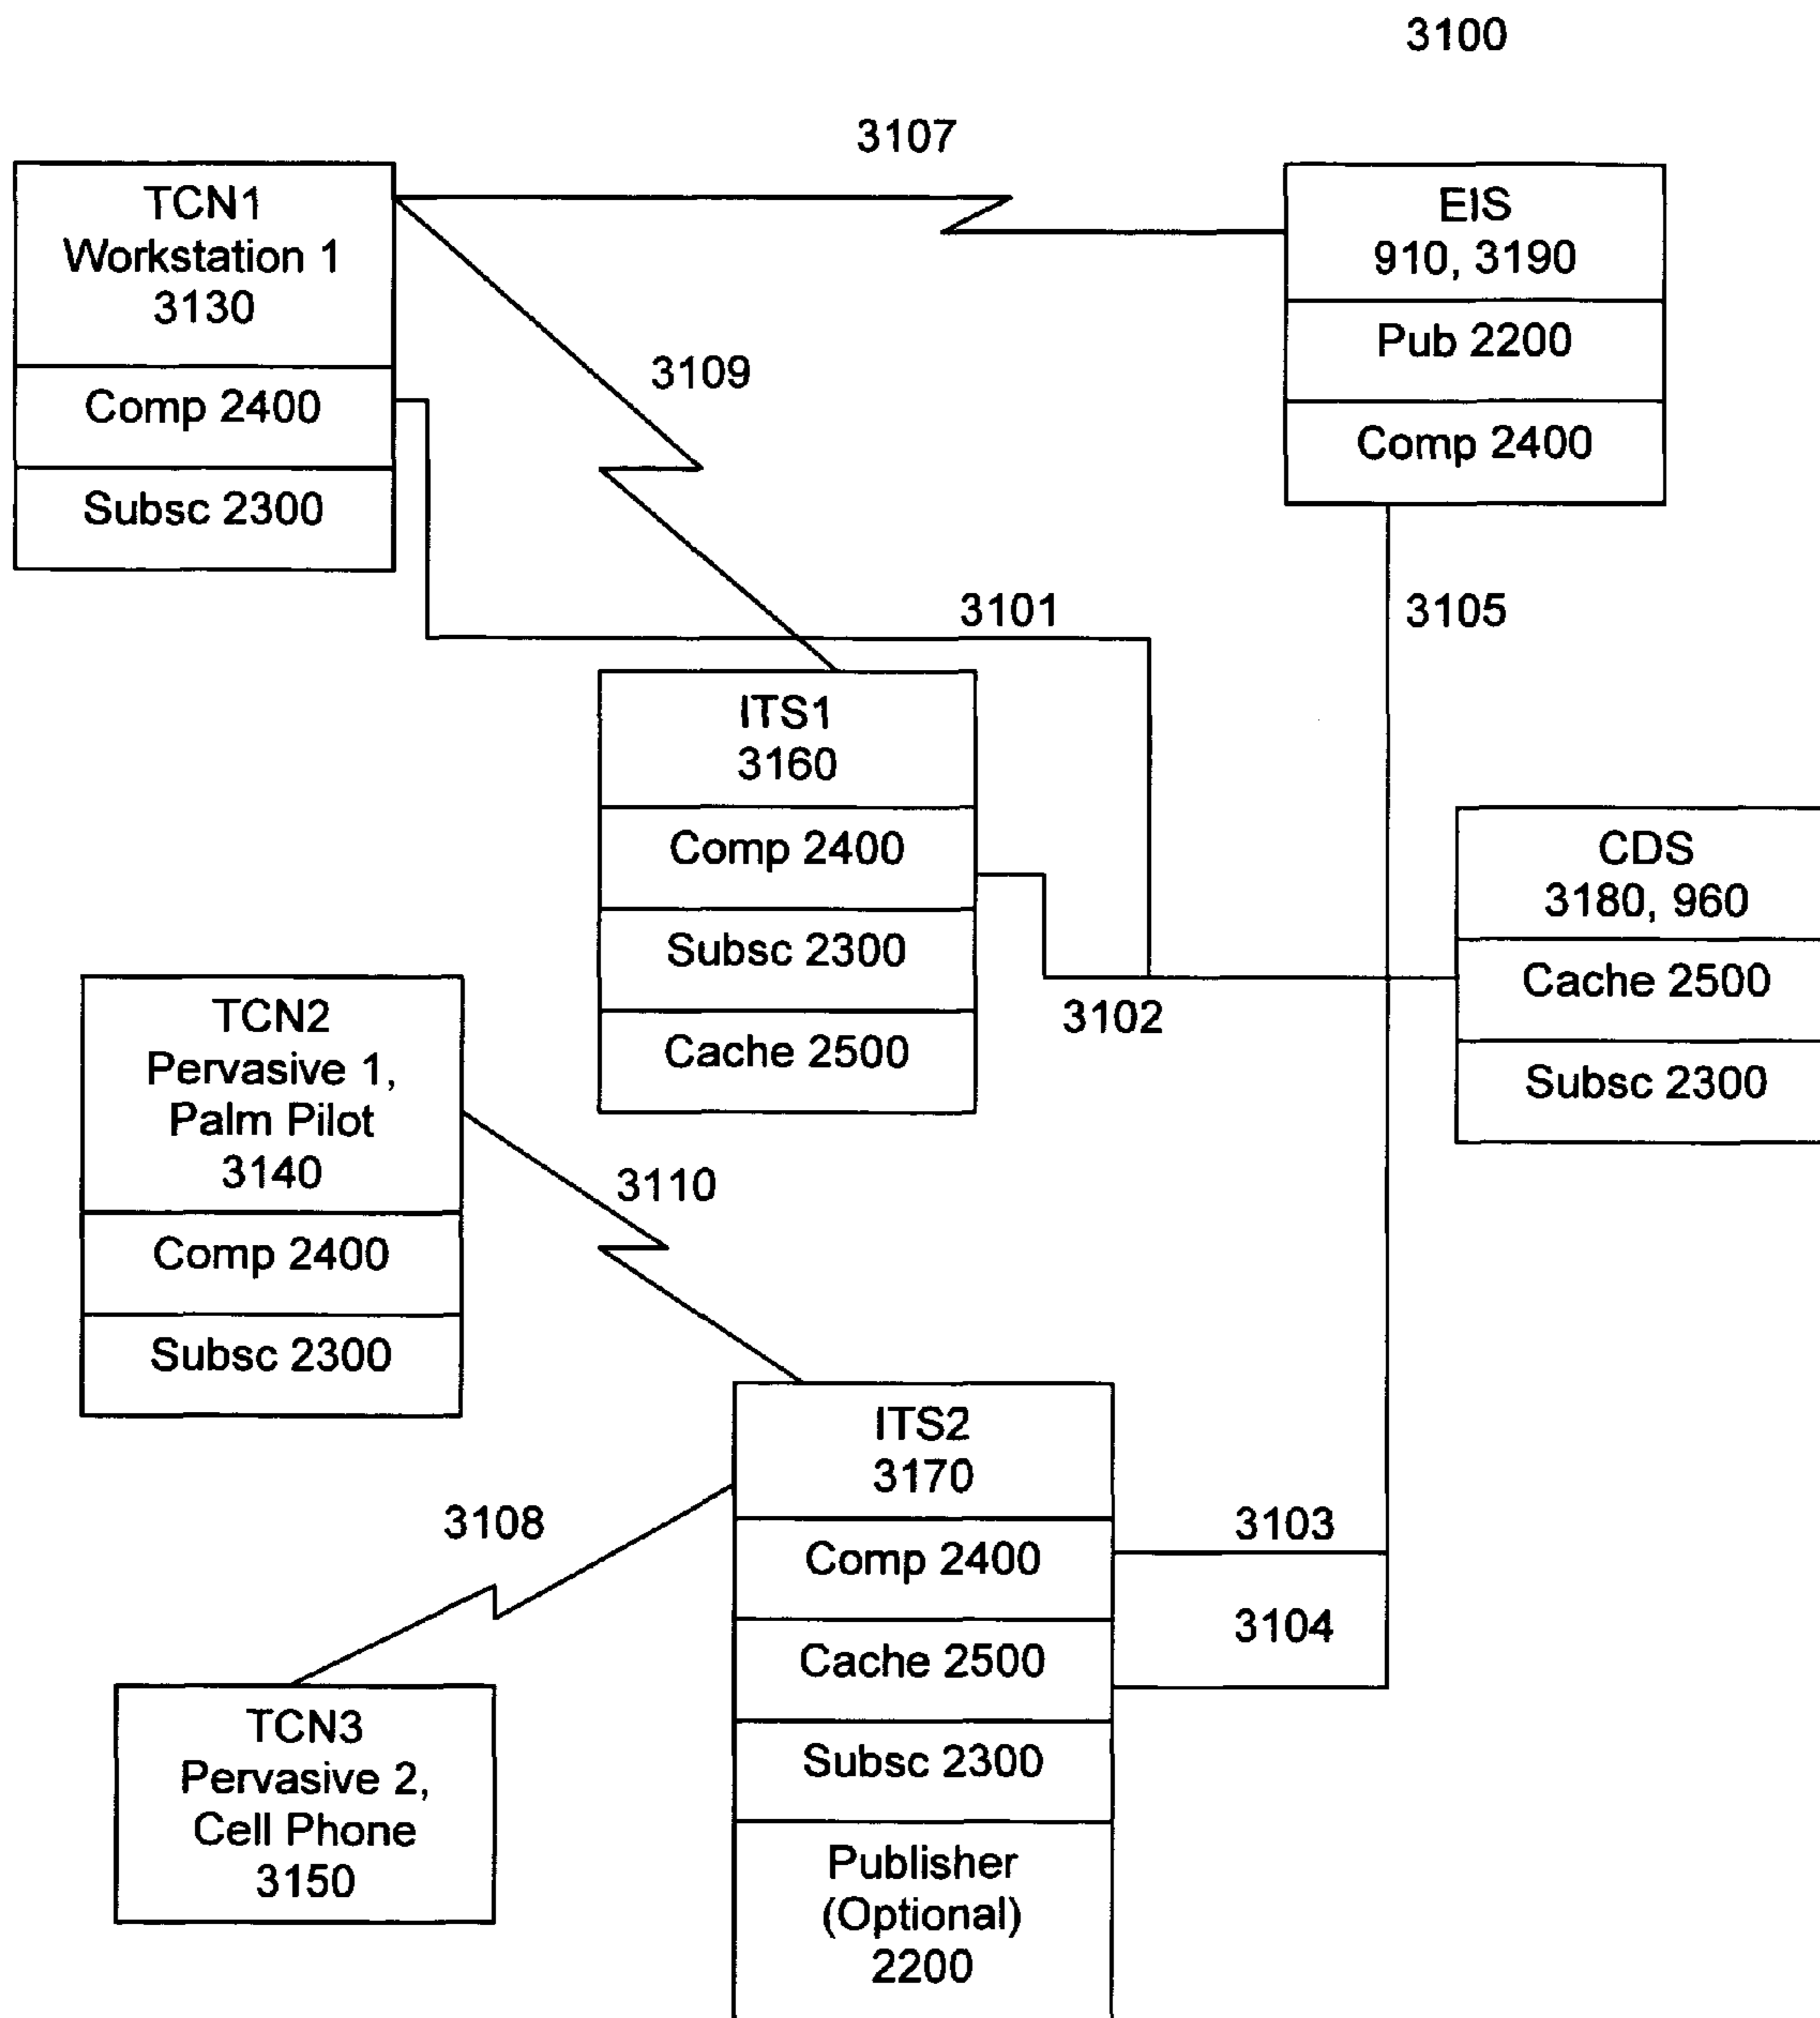 3100
3107
TCN1
Workstation 1
3130
Comp 2400
Subsc 2300
EIS
910, 3190
Pub 2200
Comp 2400
3109
3101
3105
ITS1
3160
Comp 2400
Subsc 2300
Cache 2500
3102
CDS
3180, 960
Cache 2500
Subsc 2300
TCN2
Pervasive 1,
Palm Pilot
3140
Comp 2400
Subsc 2300
3110
ITS2
3170
Comp 2400
Cache 2500
Subsc 2300
Publisher
(Optional)
2200
3103
3104
3108
TCN3
Pervasive 2,
Cell Phone
3150